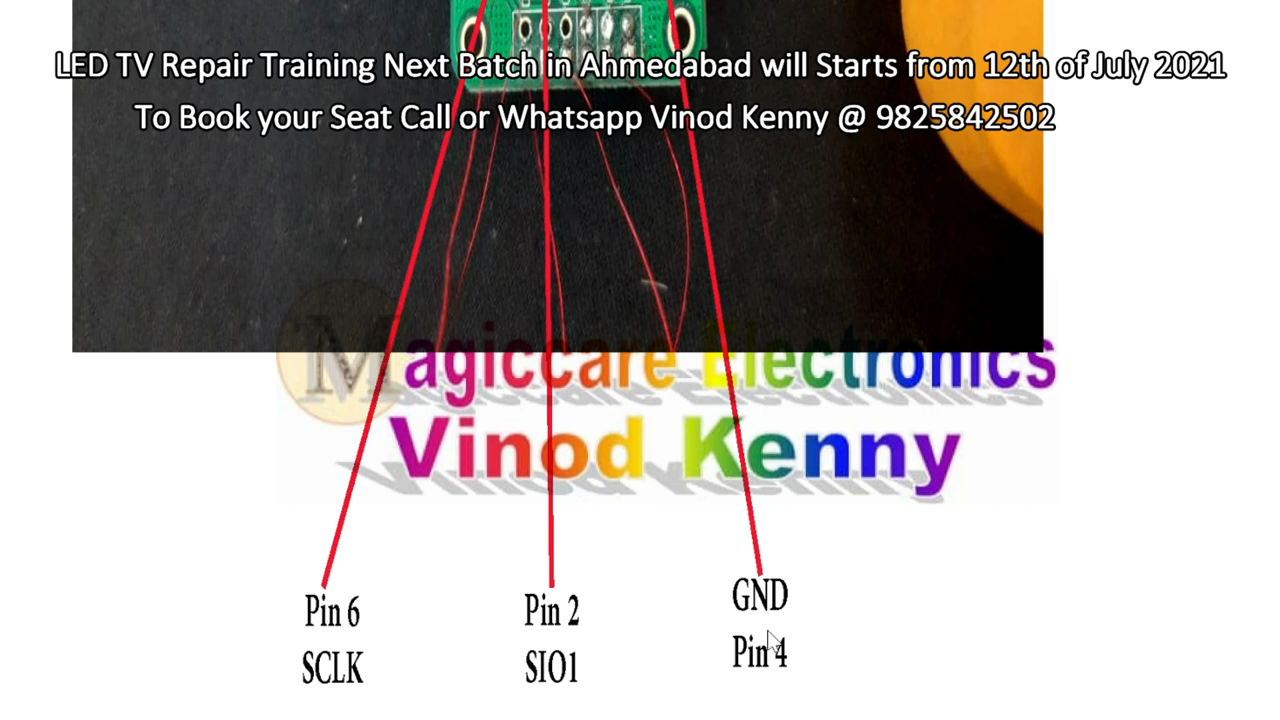 LED TV Repair Training Next Batch in Ahmedabad will Starts from 12th of July 2021
To Book your Seat Call or Whatsapp Vinod Kenny @ 9825842502
Magiccare Electronics
Vinod Kenny
Pin 6
SCLK
Pin 2
SIO1
GND
Pin 4